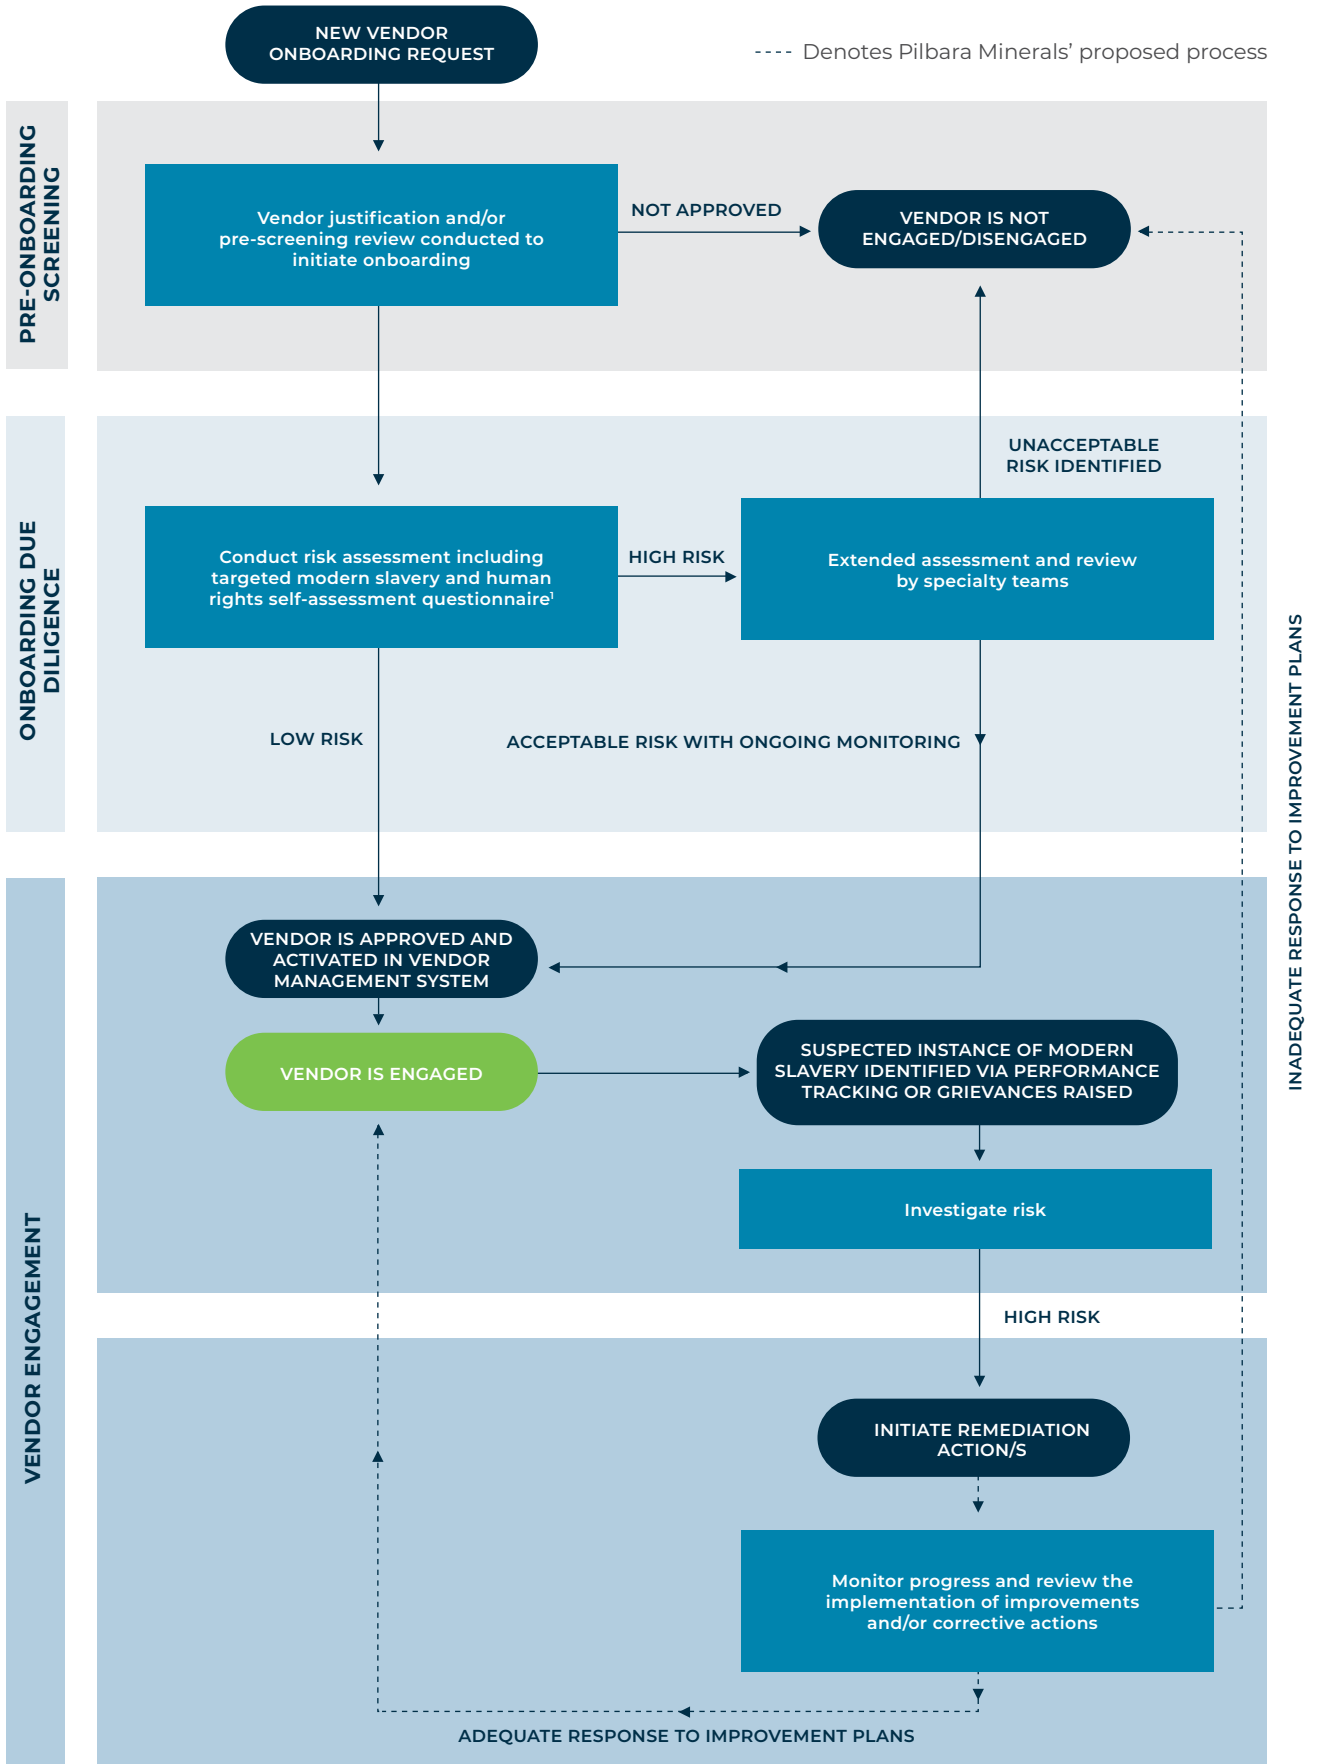 NEW VENDOR
ONBOARDING REQUEST
---- Denotes Pilbara Minerals’ proposed process
PRE-ONBOARDING
SCREENING
Vendor justification and/or
pre-screening review conducted to
initiate onboarding
NOT APPROVED
VENDOR IS NOT
ENGAGED/DISENGAGED
UNACCEPTABLE
RISK IDENTIFIED
ONBOARDING DUE
DILIGENCE
Conduct risk assessment including
targeted modern slavery and human
rights self-assessment questionnaire¹
HIGH RISK
Extended assessment and review
by specialty teams
LOW RISK
ACCEPTABLE RISK WITH ONGOING MONITORING
INADEQUATE RESPONSE TO IMPROVEMENT PLANS
VENDOR ENGAGEMENT
VENDOR IS APPROVED AND
ACTIVATED IN VENDOR
MANAGEMENT SYSTEM
VENDOR IS ENGAGED
SUSPECTED INSTANCE OF MODERN
SLAVERY IDENTIFIED VIA PERFORMANCE
TRACKING OR GRIEVANCES RAISED
Investigate risk
HIGH RISK
INITIATE REMEDIATION
ACTION/S
Monitor progress and review the
implementation of improvements
and/or corrective actions
ADEQUATE RESPONSE TO IMPROVEMENT PLANS